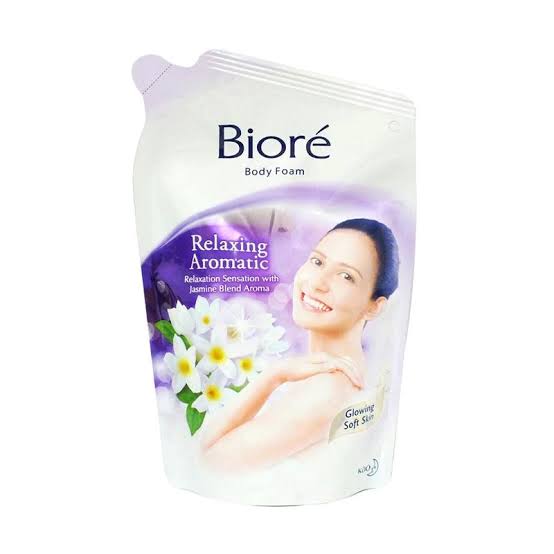 Bioré
Body Foam
Relaxing
Aromatic
Relaxation Sensation with
Jasmine Blend Aroma
Glowing
Soft Skin
Kao